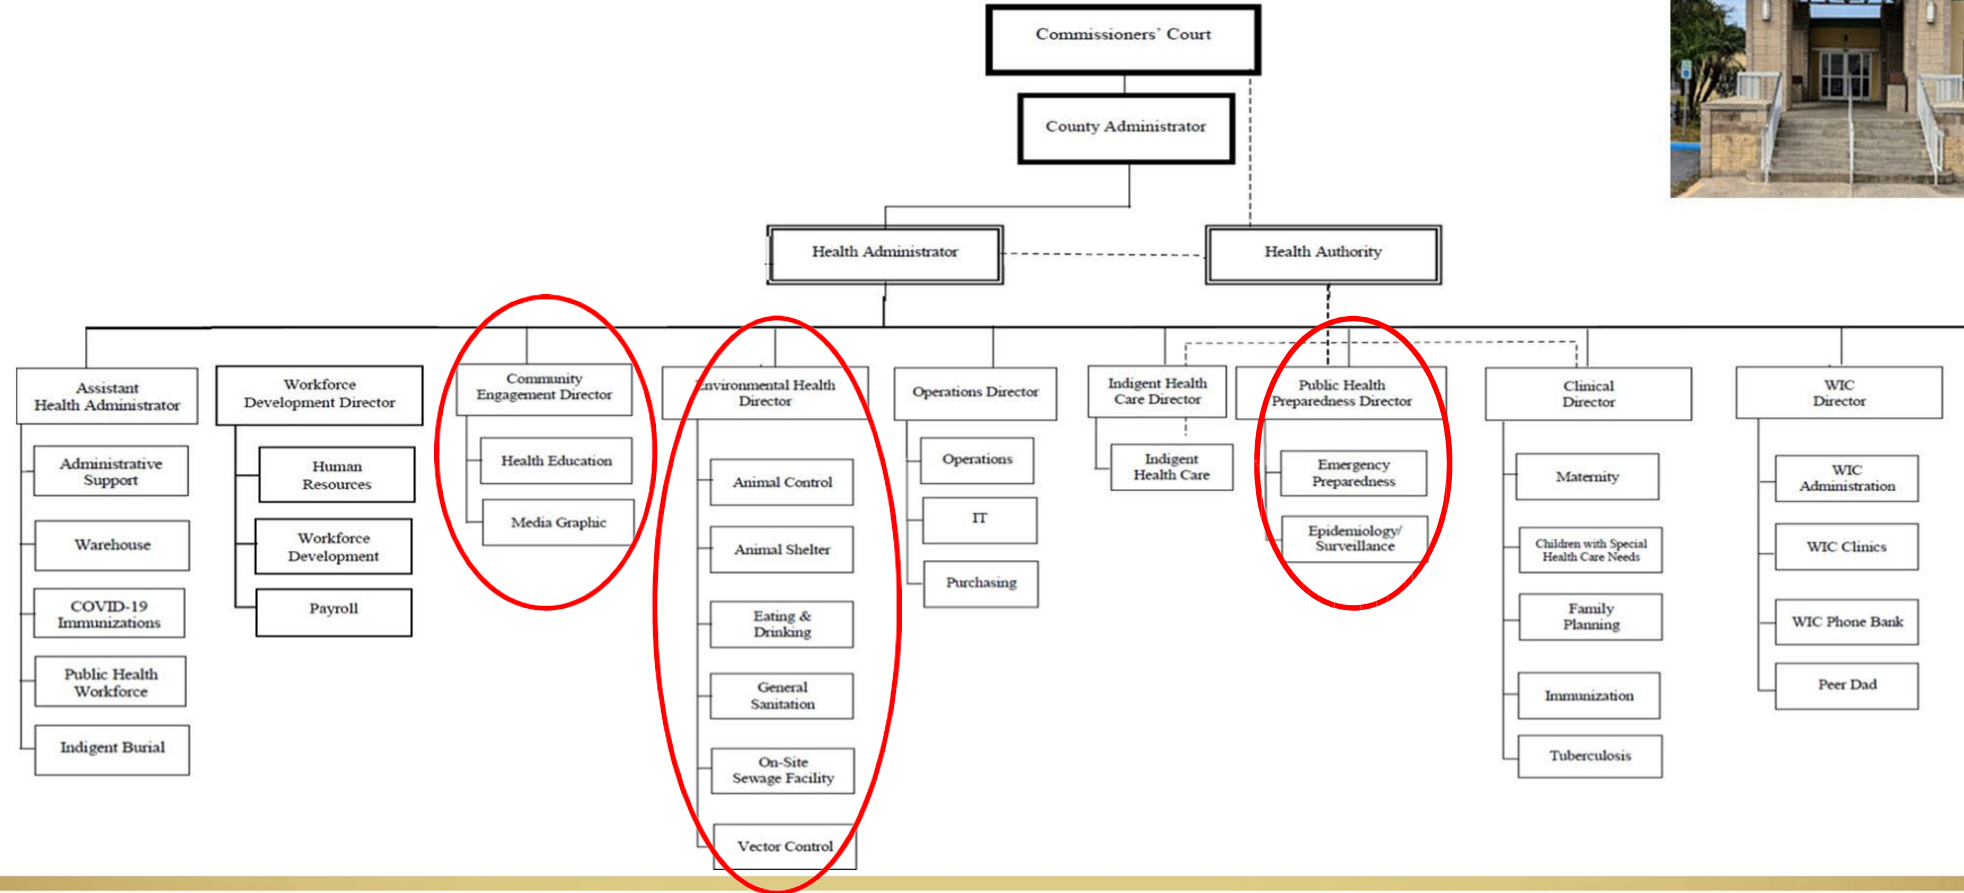 Commissioners' Court
County Administrator
Health Administrator
Health Authority
Assistant
Health Administrator
Administrative
Support
Warehouse
COVID-19
Immunizations
Public Health
Workforce
Indigent Burial
Workforce
Development Director
Human
Resources
Workforce
Development
Payroll
Community
Engagement Director
Health Education
Media Graphic
Environmental Health
Director
Animal Control
Animal Shelter
Eating &
Drinking
General
Sanitation
On-Site
Sewage Facility
Vector Control
Operations Director
Operations
IT
Purchasing
Indigent Health
Care Director
Indigent
Health Care
Public Health
Preparedness Director
Emergency
Preparedness
Epidemiology/
Surveillance
Clinical
Director
Maternity
Children with Special
Health Care Needs
Family
Planning
Immunization
Tuberculosis
WIC
Director
WIC
Administration
WIC Clinics
WIC Phone Bank
Peer Dad